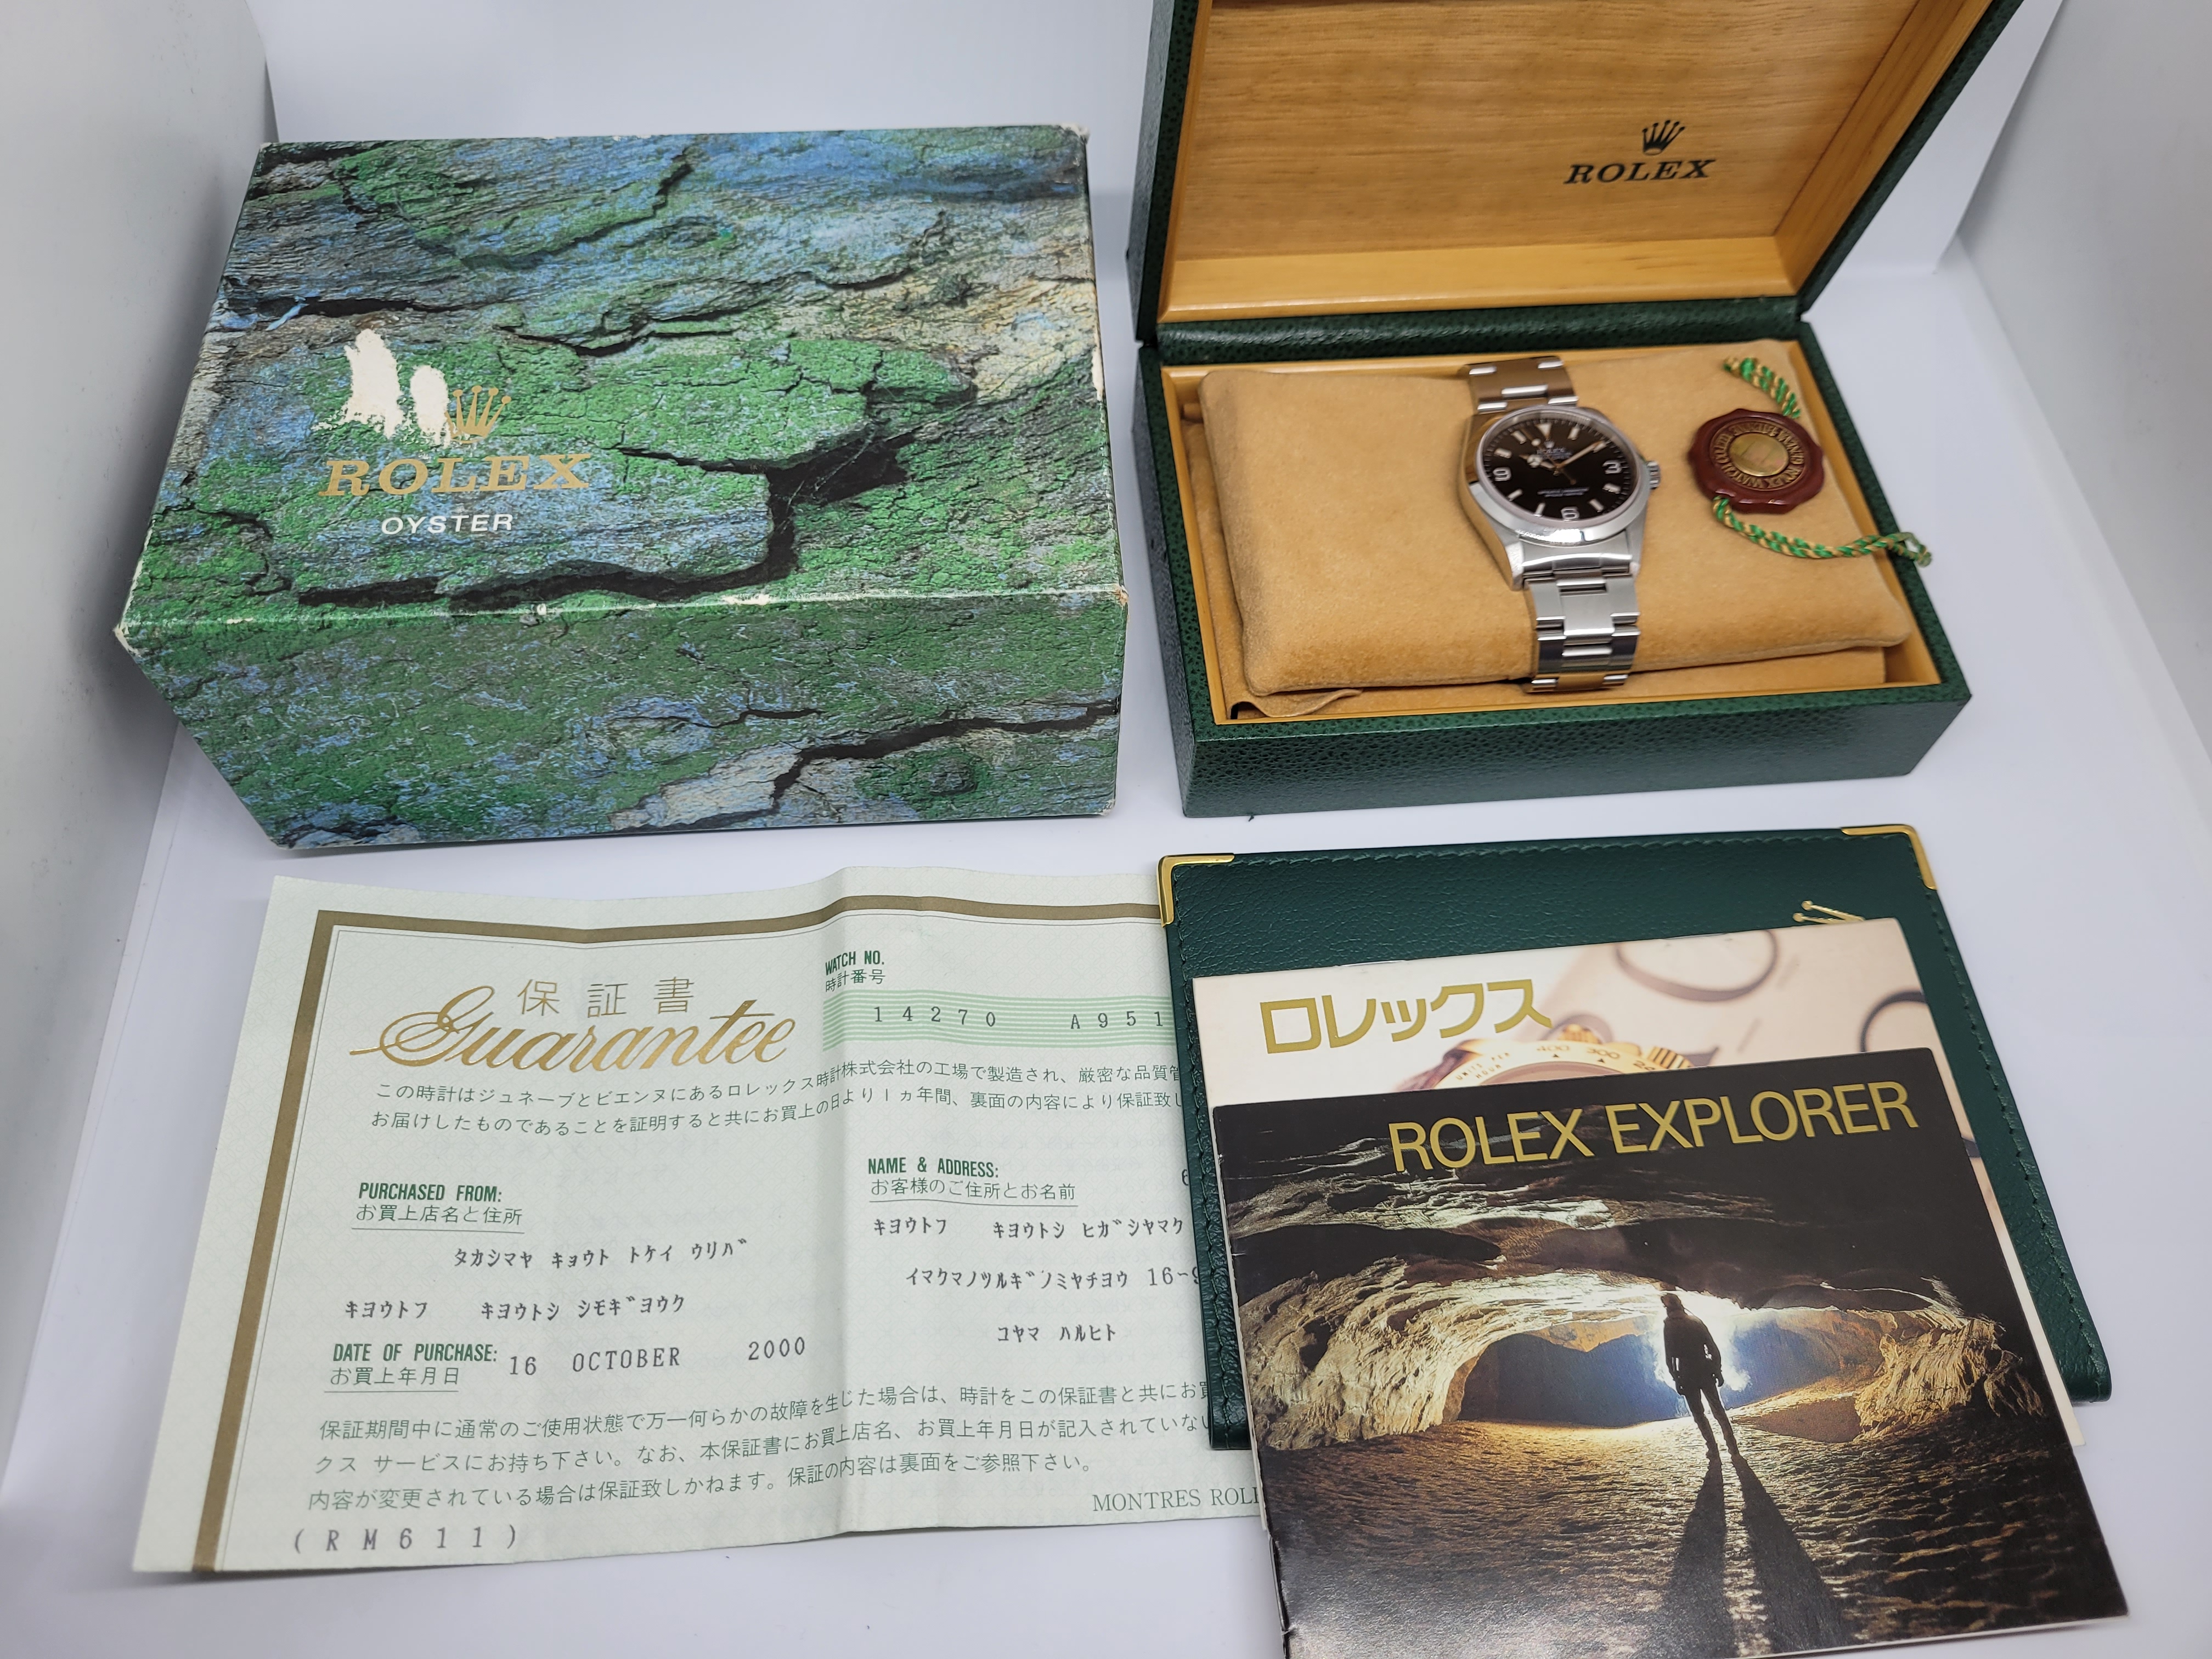 ROLEX
OYSTER
ROLEX
9
3
6
ROLEX
保証書
Guarantee
WATCH NO.
時計番号
14270 A951
この時計はジュネーブとビエンヌにあるロレックス時計株式会社の工場で製造され、厳密な品質管
お届けしたものであることを証明すると共にお買上の日より1ヵ年間、裏面の内容により保証致し
PURCHASED FROM:
お買上店名と住所
タカシマヤ キョウト トケイ ウリバ
キヨウトフ キヨウトシ シモギヨウク
NAME & ADDRESS:
お客様のご住所とお名前
キヨウトフ キヨウトシ ヒガシヤマク
イマクマノツルギノミヤチヨウ 16-9
コヤマ ハルヒト
DATE OF PURCHASE: 16 OCTOBER 2000
お買上年月日
保証期間中に通常のご使用状態で万一何らかの故障を生じた場合は、時計をこの保証書と共にお買
クス サービスにお持ち下さい。なお、本保証書にお買上店名、お買上年月日が記入されていない
内容が変更されている場合は保証致しかねます。保証の内容は裏面をご参照下さい。
MONTRES ROLE
(RM611)
ロレックス
UNITS PER HOUR
400
300
ROLEX EXPLORER